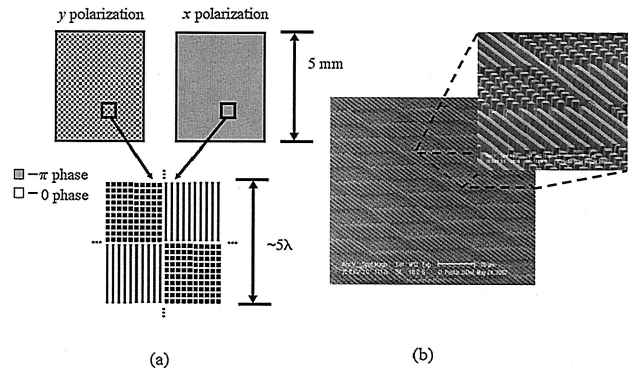 y polarization
x polarization
5 mm
−π phase
−0 phase
~5λ
(a)
(b)